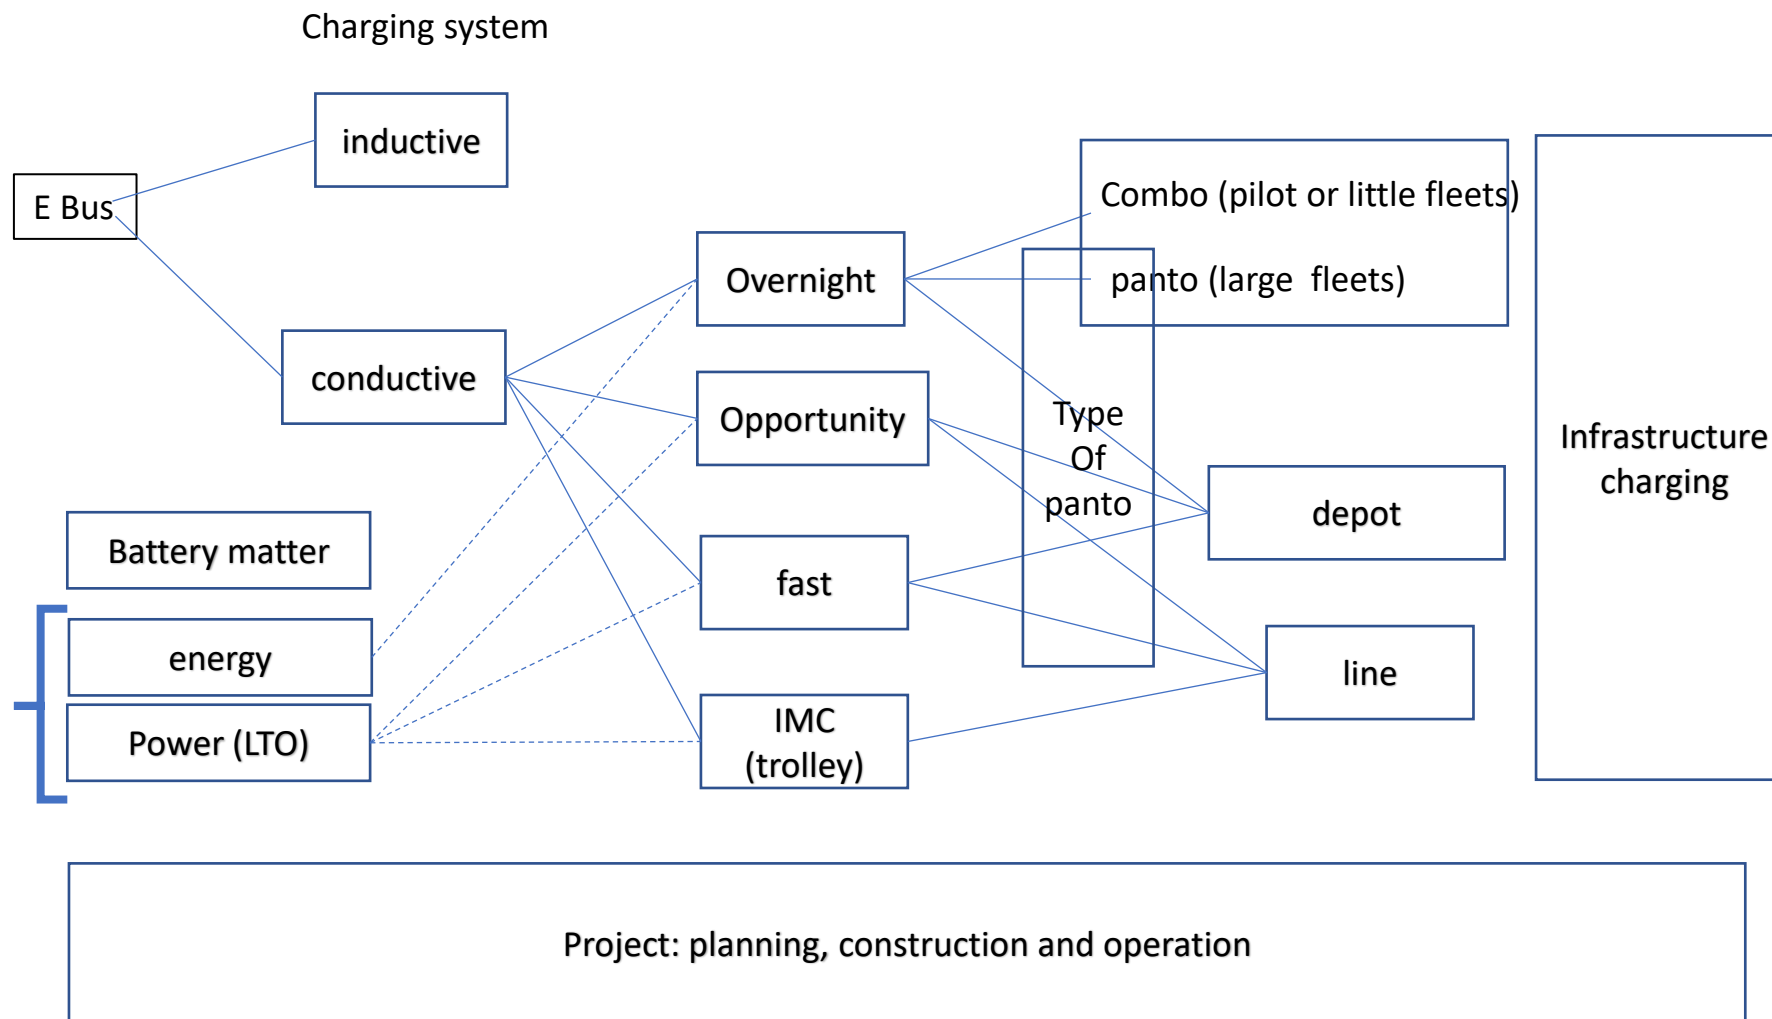 Charging system
inductive
E Bus
conductive
Overnight
Opportunity
fast
IMC
(trolley)
Combo (pilot or little fleets)
panto (large fleets)
Type
Of
panto
depot
line
Infrastructure
charging
Battery matter
energy
Power (LTO)
Project: planning, construction and operation